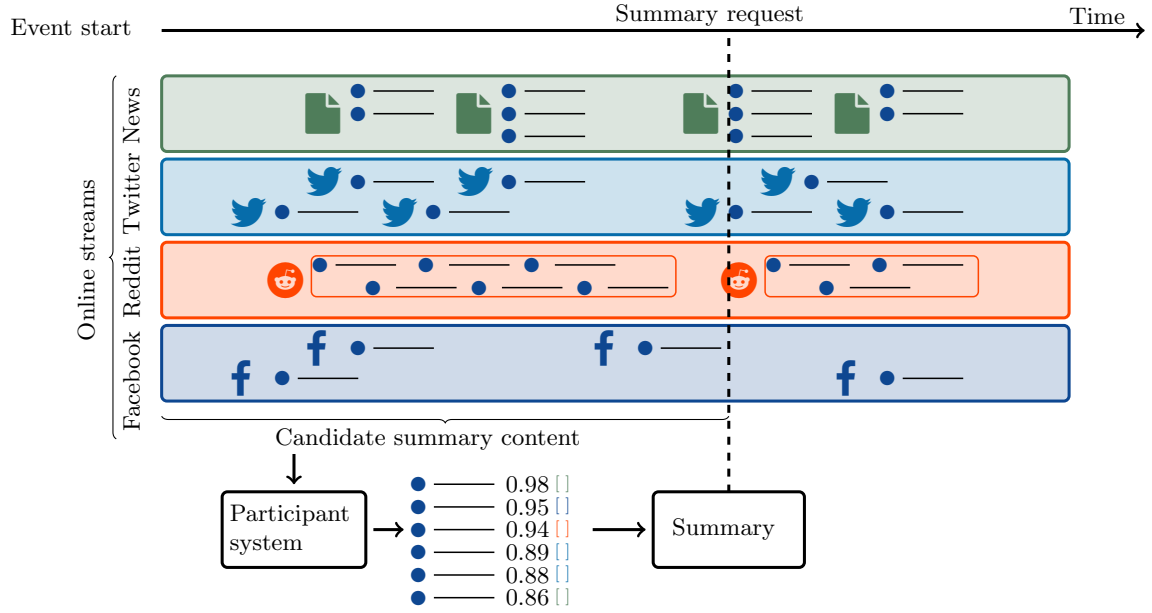 Summary request
Time
Event start
Online streams
News
Twitter
Reddit
Facebook
Candidate summary content
Participant
system
0.98 [ ]
0.95 [ ]
0.94 [ ]
0.89 [ ]
0.88 [ ]
0.86 [ ]
Summary